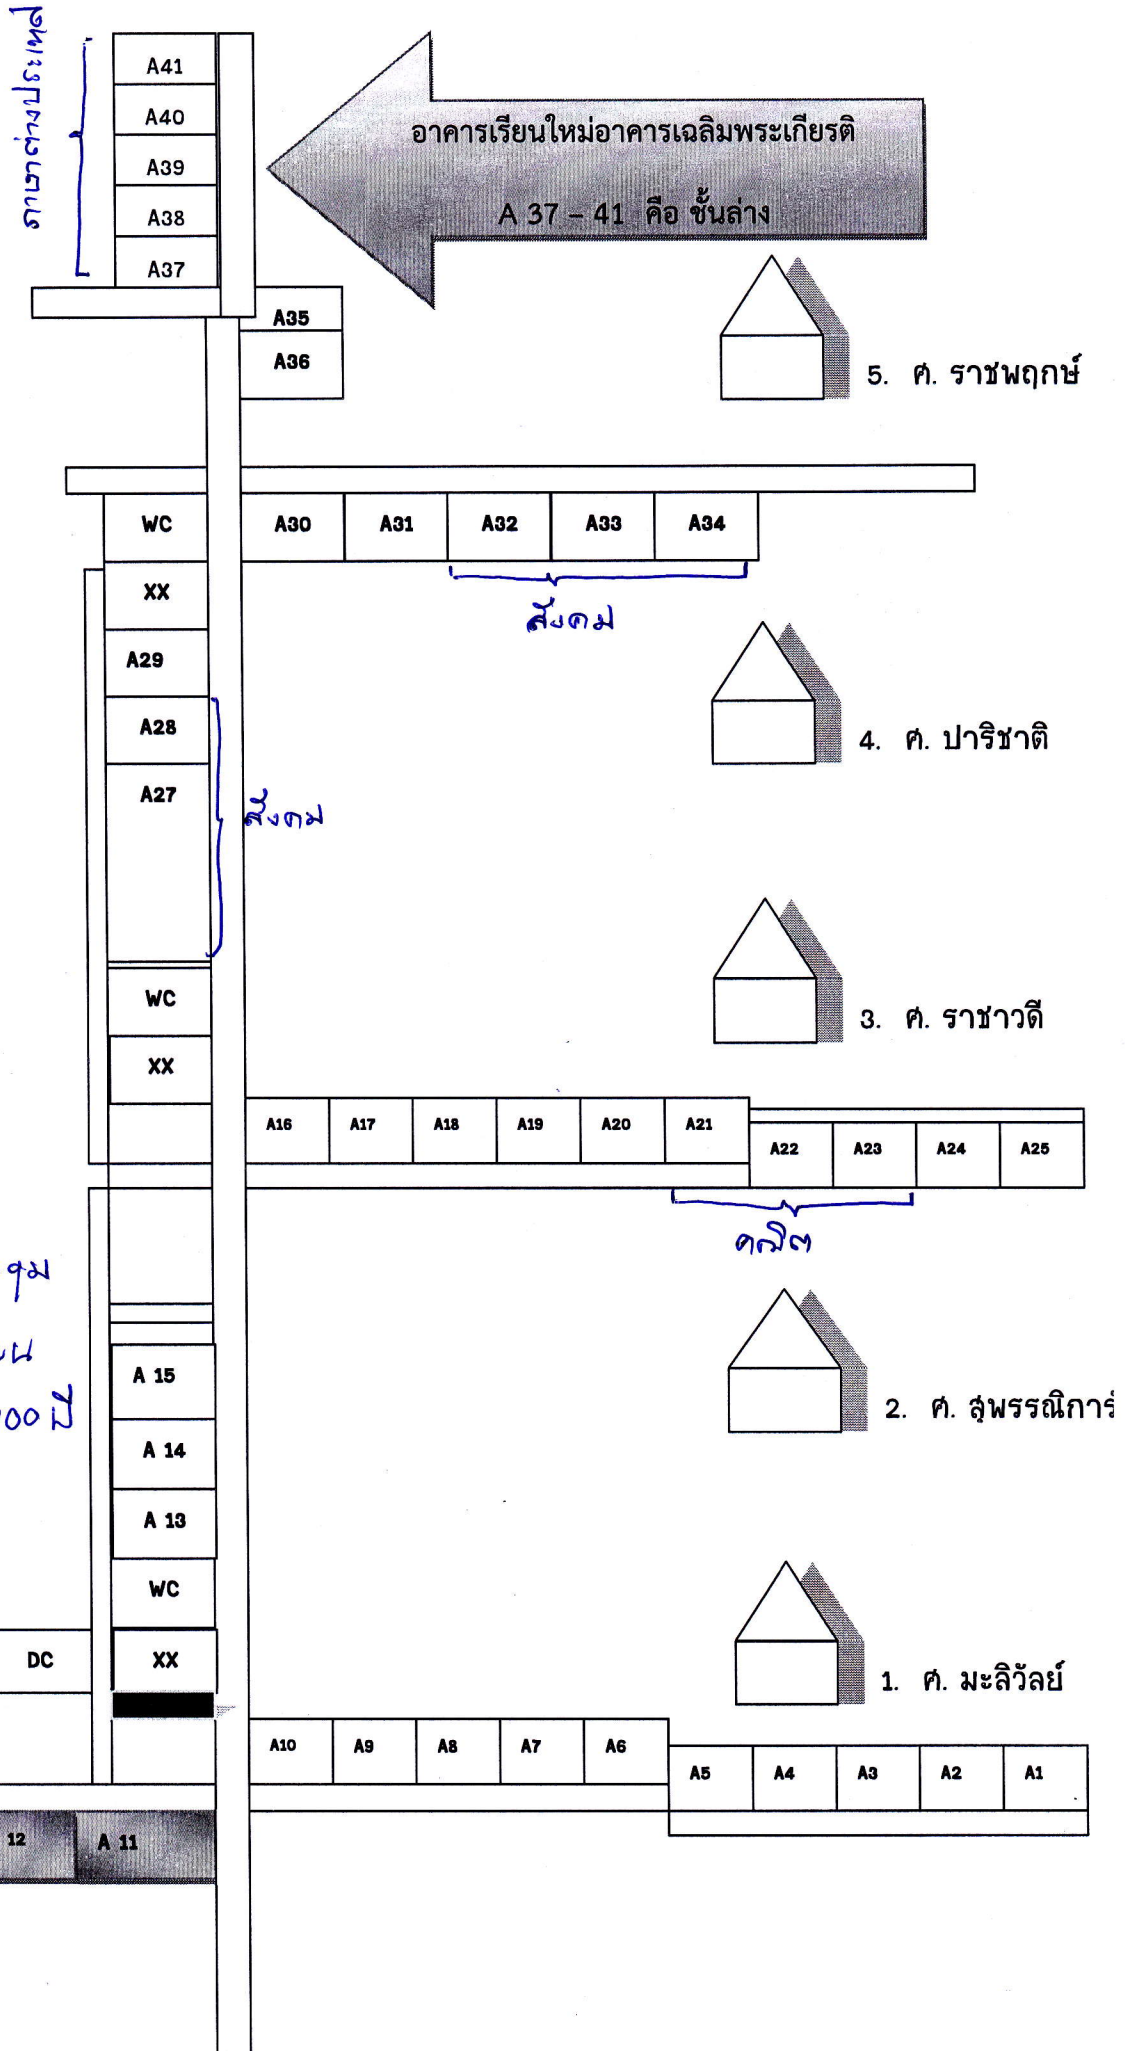 ภาษาต่างประเทศ
A41
A40
A39
A38
A37
อาคารเรียนใหม่อาคารเฉลิมพระเกียรติ
A 37 – 41 คือ ชั้นล่าง
A35
A36
5. ศ. ราชพฤกษ์
WC A30 A31 A32 A33 A34
สังคม
XX
A29
A28
A27
สังคม
4. ศ. ปาริชาติ
WC
XX
3. ศ. ราชาวดี
A16 A17 A18 A19 A20 A21 A22 A23 A24 A25
คณิต
A 15
A 14
A 13
WC
DC XX
2. ศ. สุพรรณิการ์
1. ศ. มะลิวัลย์
A10 A9 A8 A7 A6 A5 A4 A3 A2 A1
12 A 11